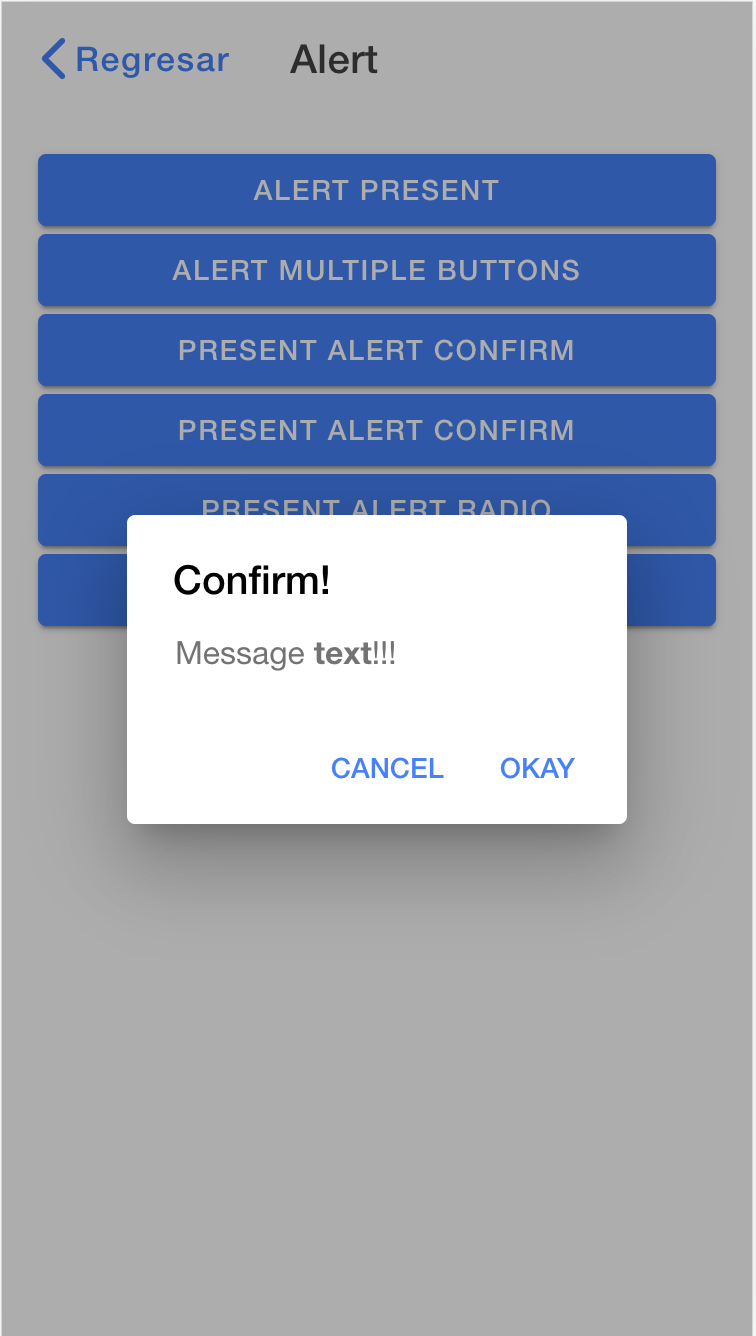 Regresar Alert
ALERT PRESENT
ALERT MULTIPLE BUTTONS
PRESENT ALERT CONFIRM
PRESENT ALERT CONFIRM
PRESENT ALERT RADIO
Confirm!
Message text!!!
CANCEL OKAY